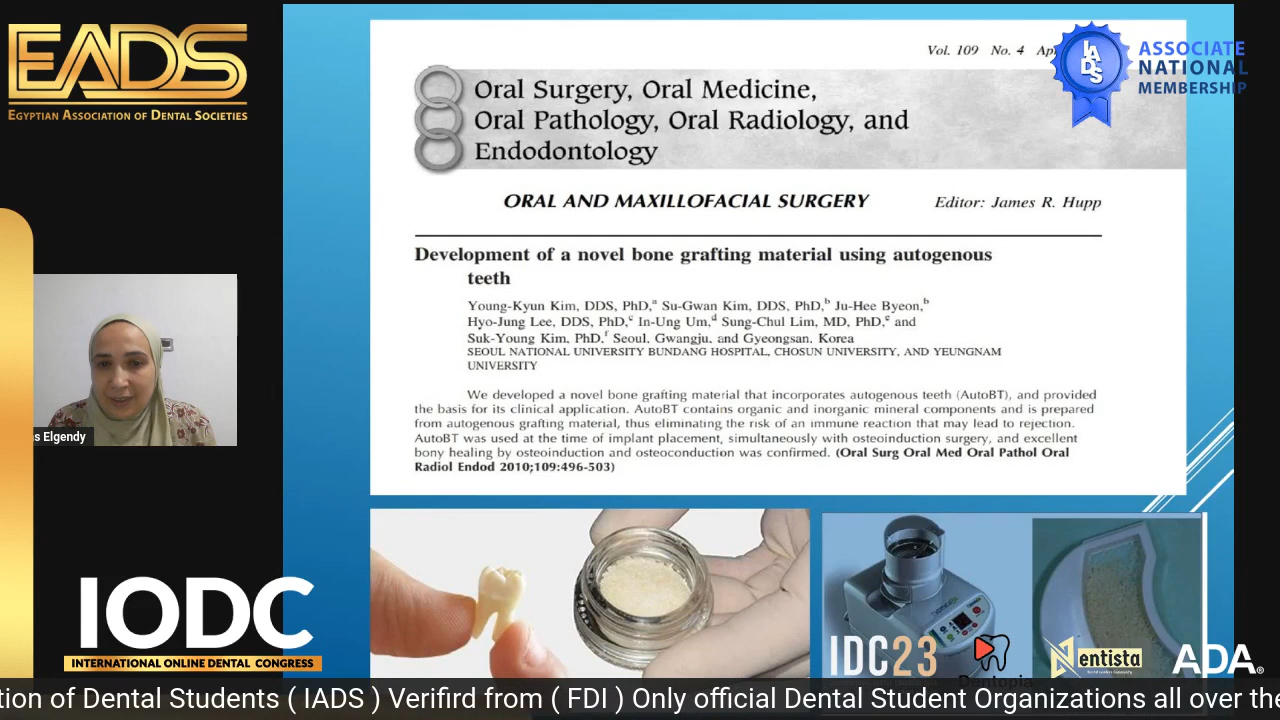 EADS
EGYPTIAN ASSOCIATION OF DENTAL SOCIETIES
Vol. 109 No. 4
IADS
ASSOCIATE
NATIONAL
MEMBERSHIP
Oral Surgery, Oral Medicine,
Oral Pathology, Oral Radiology, and
Endodontology
ORAL AND MAXILLOFACIAL SURGERY Editor: James R. Hupp
Development of a novel bone grafting material using autogenous
teeth
Young-Kyun Kim, DDS, PhD,a Su-Gwan Kim, DDS, PhD,b Ju-Hee Byeon,b
Hyo-Jung Lee, DDS, PhD,c In-Ung Um,d Sung-Chul Lim, MD, PhD,e and
Suk-Young Kim, PhD,f Seoul, Gwangju, and Gyeongsan, Korea
SEOUL NATIONAL UNIVERSITY BUNDANG HOSPITAL, CHOSUN UNIVERSITY, AND YEUNGNAM
UNIVERSITY
We developed a novel bone grafting material that incorporates autogenous teeth (AutoBT), and provided
the basis for its clinical application. AutoBT contains organic and inorganic mineral components and is prepared
from autogenous grafting material, thus eliminating the risk of an immune reaction that may lead to rejection.
AutoBT was used at the time of implant placement, simultaneously with osteoinduction surgery, and excellent
bony healing by osteoinduction and osteoconduction was confirmed. (Oral Surg Oral Med Oral Pathol Oral
Radiol Endod 2010;109:496-503)
Elgendy
IODC
INTERNATIONAL ONLINE DENTAL CONGRESS
IDC23
Dentopia
Dentista
ADA
tion of Dental Students ( IADS ) Verifird from ( FDI ) Only official Dental Student Organizations all over the